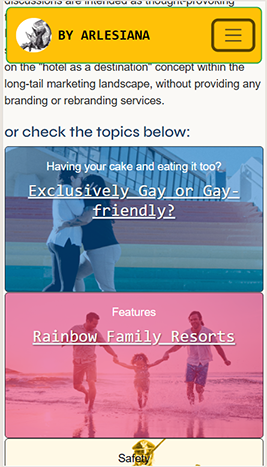 discussions are intended as thought-provoking
BY ARLESIANA
on the "hotel as a destination" concept within the
long-tail marketing landscape, without providing any
branding or rebranding services.
or check the topics below:
Having your cake and eating it too?
Exclusively Gay or Gay-
friendly?
Features
Rainbow Family Resorts
Safety